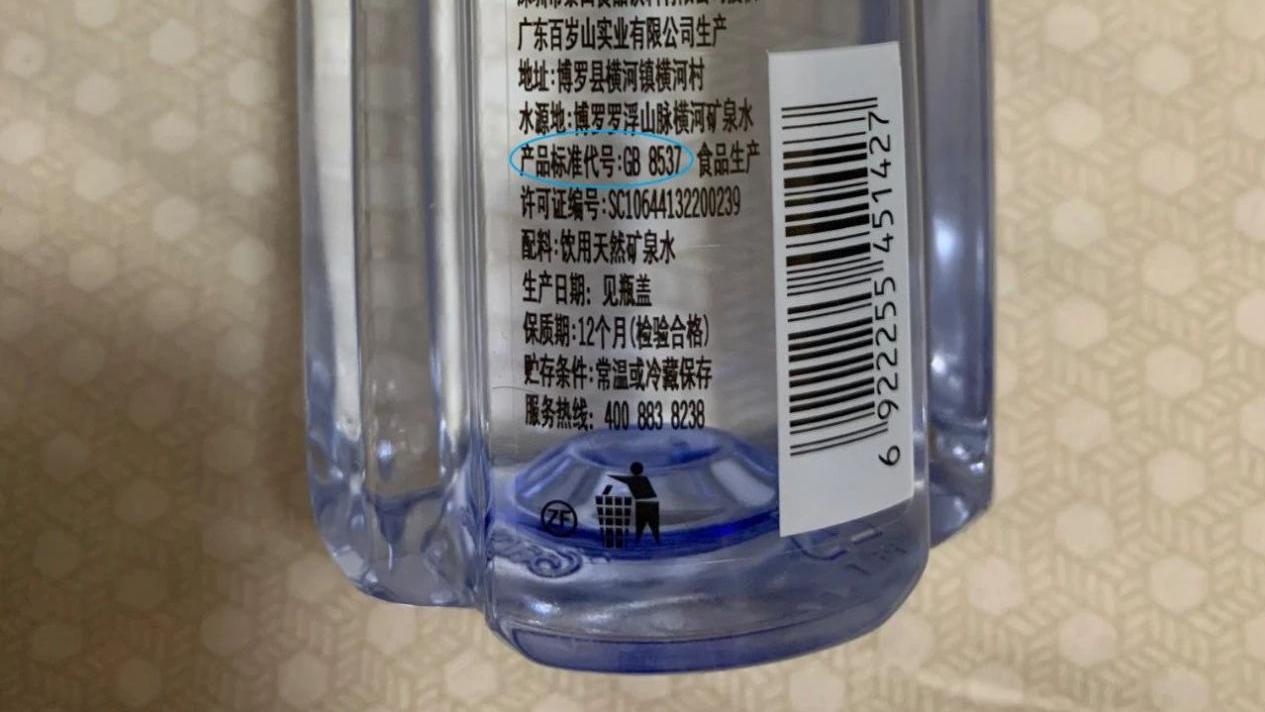 广东百岁山实业有限公司生产
地址:博罗县横河镇横河村
水源地:博罗罗浮山脉横河矿泉水
产品标准代号:GB 8537 食品生产
许可证编号:SC10644132200239
配料:饮用天然矿泉水
生产日期: 见瓶盖
保质期:12个月(检验合格)
贮存条件:常温或冷藏保存
服务热线: 400 883 8238
ZF
6 922255 451427